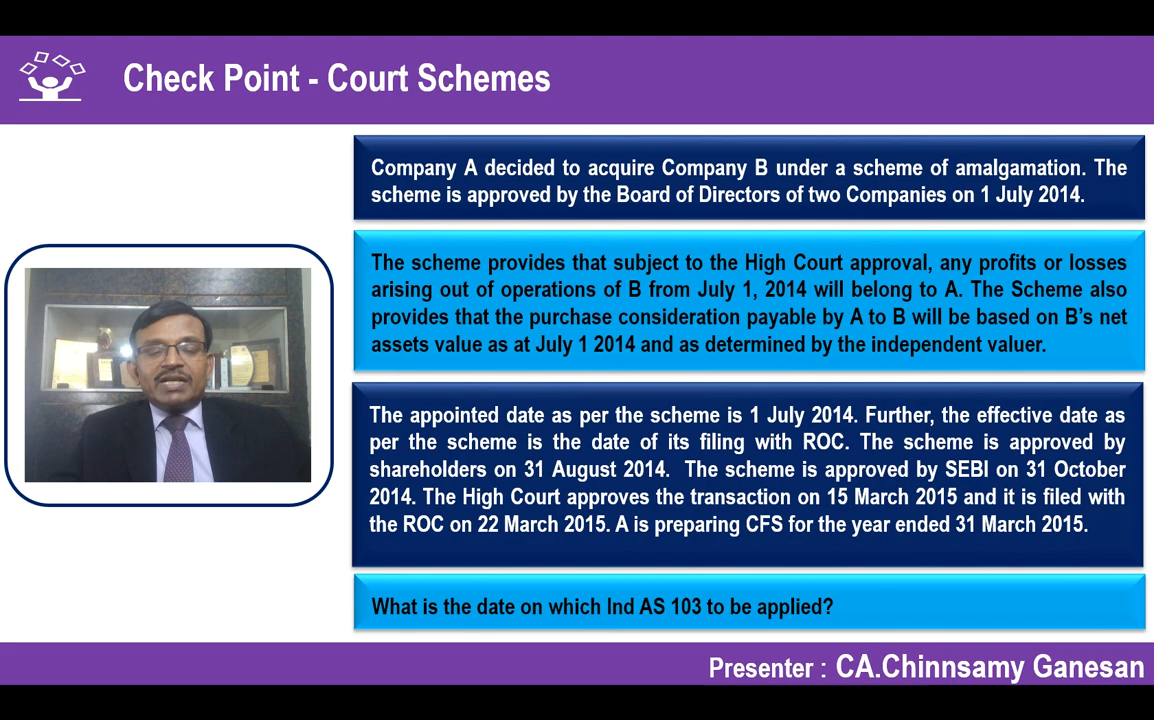 Check Point - Court Schemes
Company A decided to acquire Company B under a scheme of amalgamation. The
scheme is approved by the Board of Directors of two Companies on 1 July 2014.
The scheme provides that subject to the High Court approval, any profits or losses
arising out of operations of B from July 1, 2014 will belong to A. The Scheme also
provides that the purchase consideration payable by A to B will be based on B's net
assets value as at July 1 2014 and as determined by the independent valuer.
The appointed date as per the scheme is 1 July 2014. Further, the effective date as
per the scheme is the date of its filing with ROC. The scheme is approved by
shareholders on 31 August 2014. The scheme is approved by SEBI on 31 October
2014. The High Court approves the transaction on 15 March 2015 and it is filed with
the ROC on 22 March 2015. A is preparing CFS for the year ended 31 March 2015.
What is the date on which Ind AS 103 to be applied?
Presenter : CA.Chinnsamy Ganesan